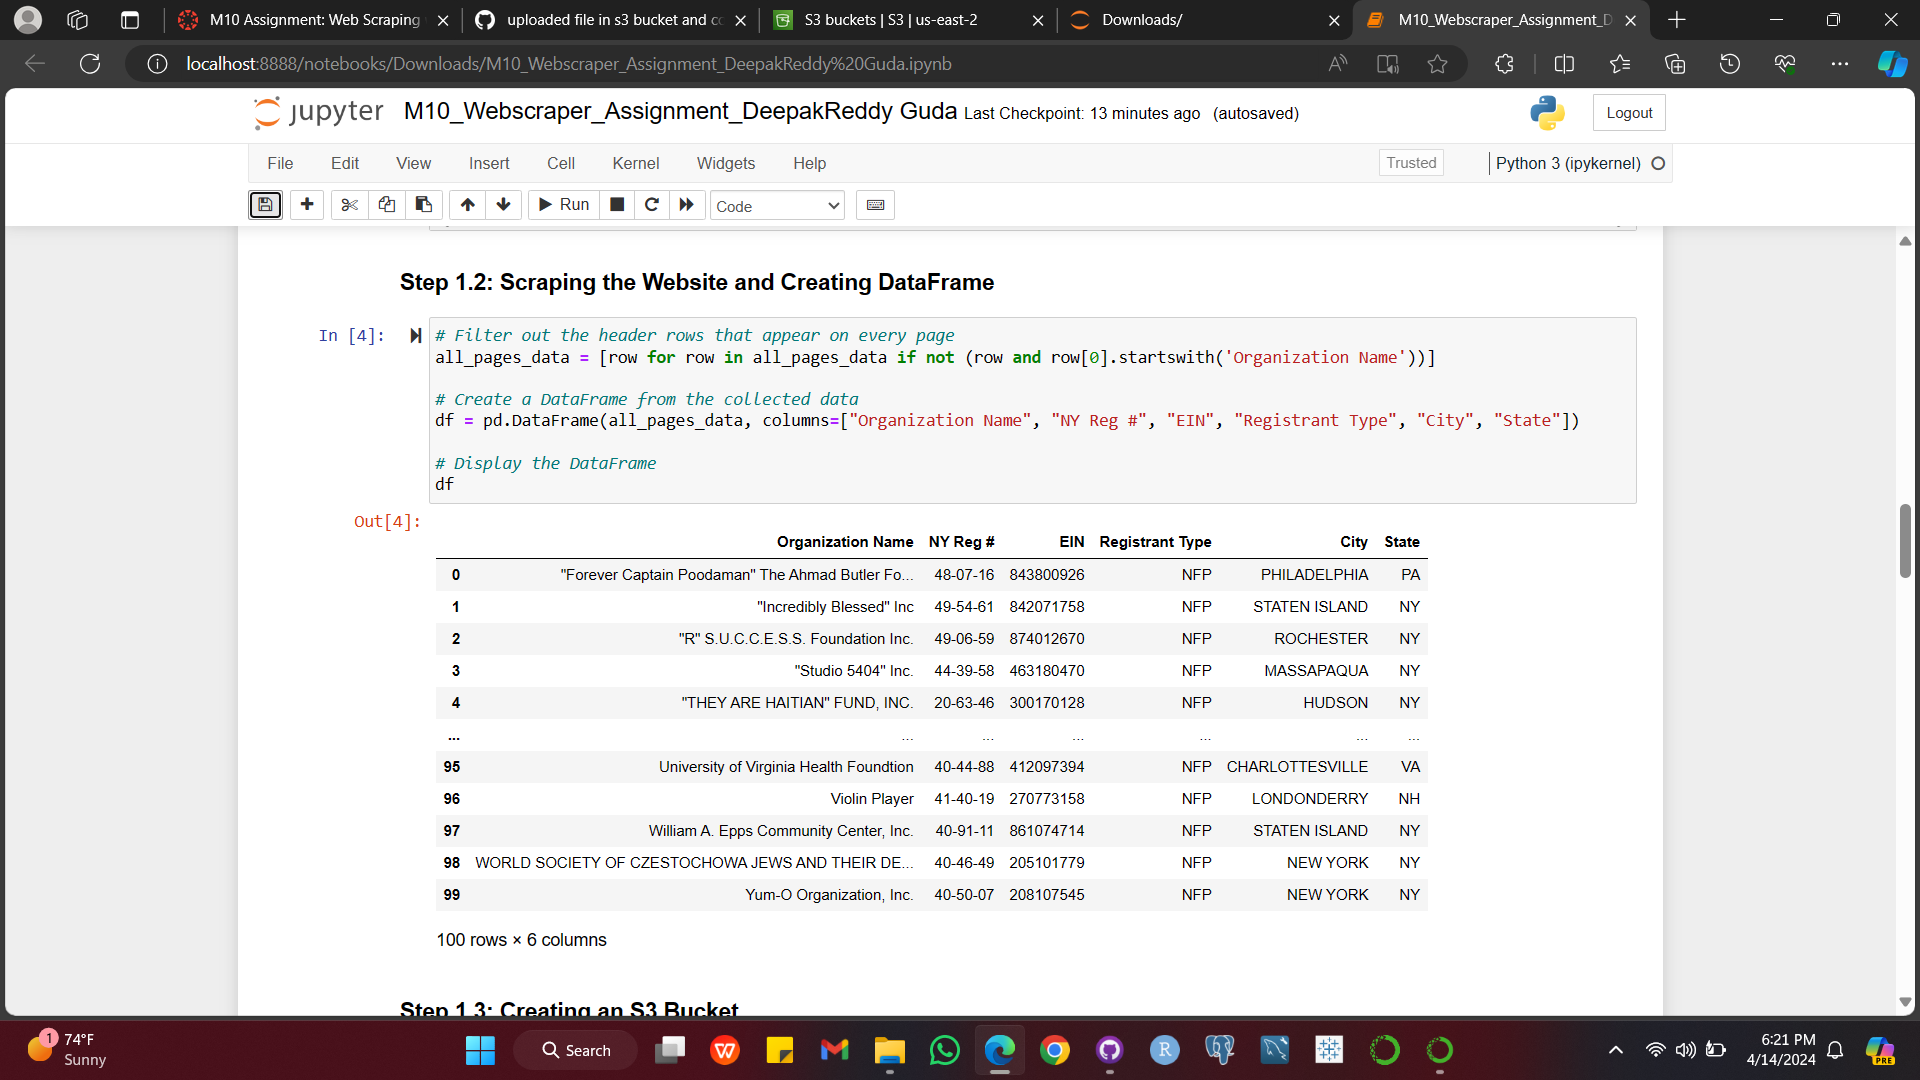 M10 Assignment: Web Scraping
uploaded file in s3 bucket and cc
S3 buckets | S3 | us-east-2
Downloads/
M10_Webscraper_Assignment_D
localhost:8888/notebooks/Downloads/M10_Webscraper_Assignment_DeepakReddy%20Guda.ipynb
jupyter M10_Webscraper_Assignment_DeepakReddy Guda Last Checkpoint: 13 minutes ago (autosaved)
Logout
File Edit View Insert Cell Kernel Widgets Help
Trusted
Python 3 (ipykernel)
Run
Code
Step 1.2: Scraping the Website and Creating DataFrame
In [4]:
# Filter out the header rows that appear on every page
all_pages_data = [row for row in all_pages_data if not (row and row[0].startswith('Organization Name'))]
# Create a DataFrame from the collected data
df = pd.DataFrame(all_pages_data, columns=["Organization Name", "NY Reg #", "EIN", "Registrant Type", "City", "State"])
# Display the DataFrame
df
Out[4]:
Organization Name NY Reg # EIN Registrant Type City State
0 "Forever Captain Poodaman" The Ahmad Butler Fo... 48-07-16 843800926 NFP PHILADELPHIA PA
1 "Incredibly Blessed" Inc 49-54-61 842071758 NFP STATEN ISLAND NY
2 "R" S.U.C.C.E.S.S. Foundation Inc. 49-06-59 874012670 NFP ROCHESTER NY
3 "Studio 5404" Inc. 44-39-58 463180470 NFP MASSAPAQUA NY
4 "THEY ARE HAITIAN" FUND, INC. 20-63-46 300170128 NFP HUDSON NY
... ... ... ... ... ... ...
95 University of Virginia Health Foundtion 40-44-88 412097394 NFP CHARLOTTESVILLE VA
96 Violin Player 41-40-19 270773158 NFP LONDONDERRY NH
97 William A. Epps Community Center, Inc. 40-91-11 861074714 NFP STATEN ISLAND NY
98 WORLD SOCIETY OF CZESTOCHOWA JEWS AND THEIR DE... 40-46-49 205101779 NFP NEW YORK NY
99 Yum-O Organization, Inc. 40-50-07 208107545 NFP NEW YORK NY
100 rows × 6 columns
Step 1.3: Creating an S3 Bucket
1
74°F
Sunny
Search
6:21 PM
4/14/2024
PRE